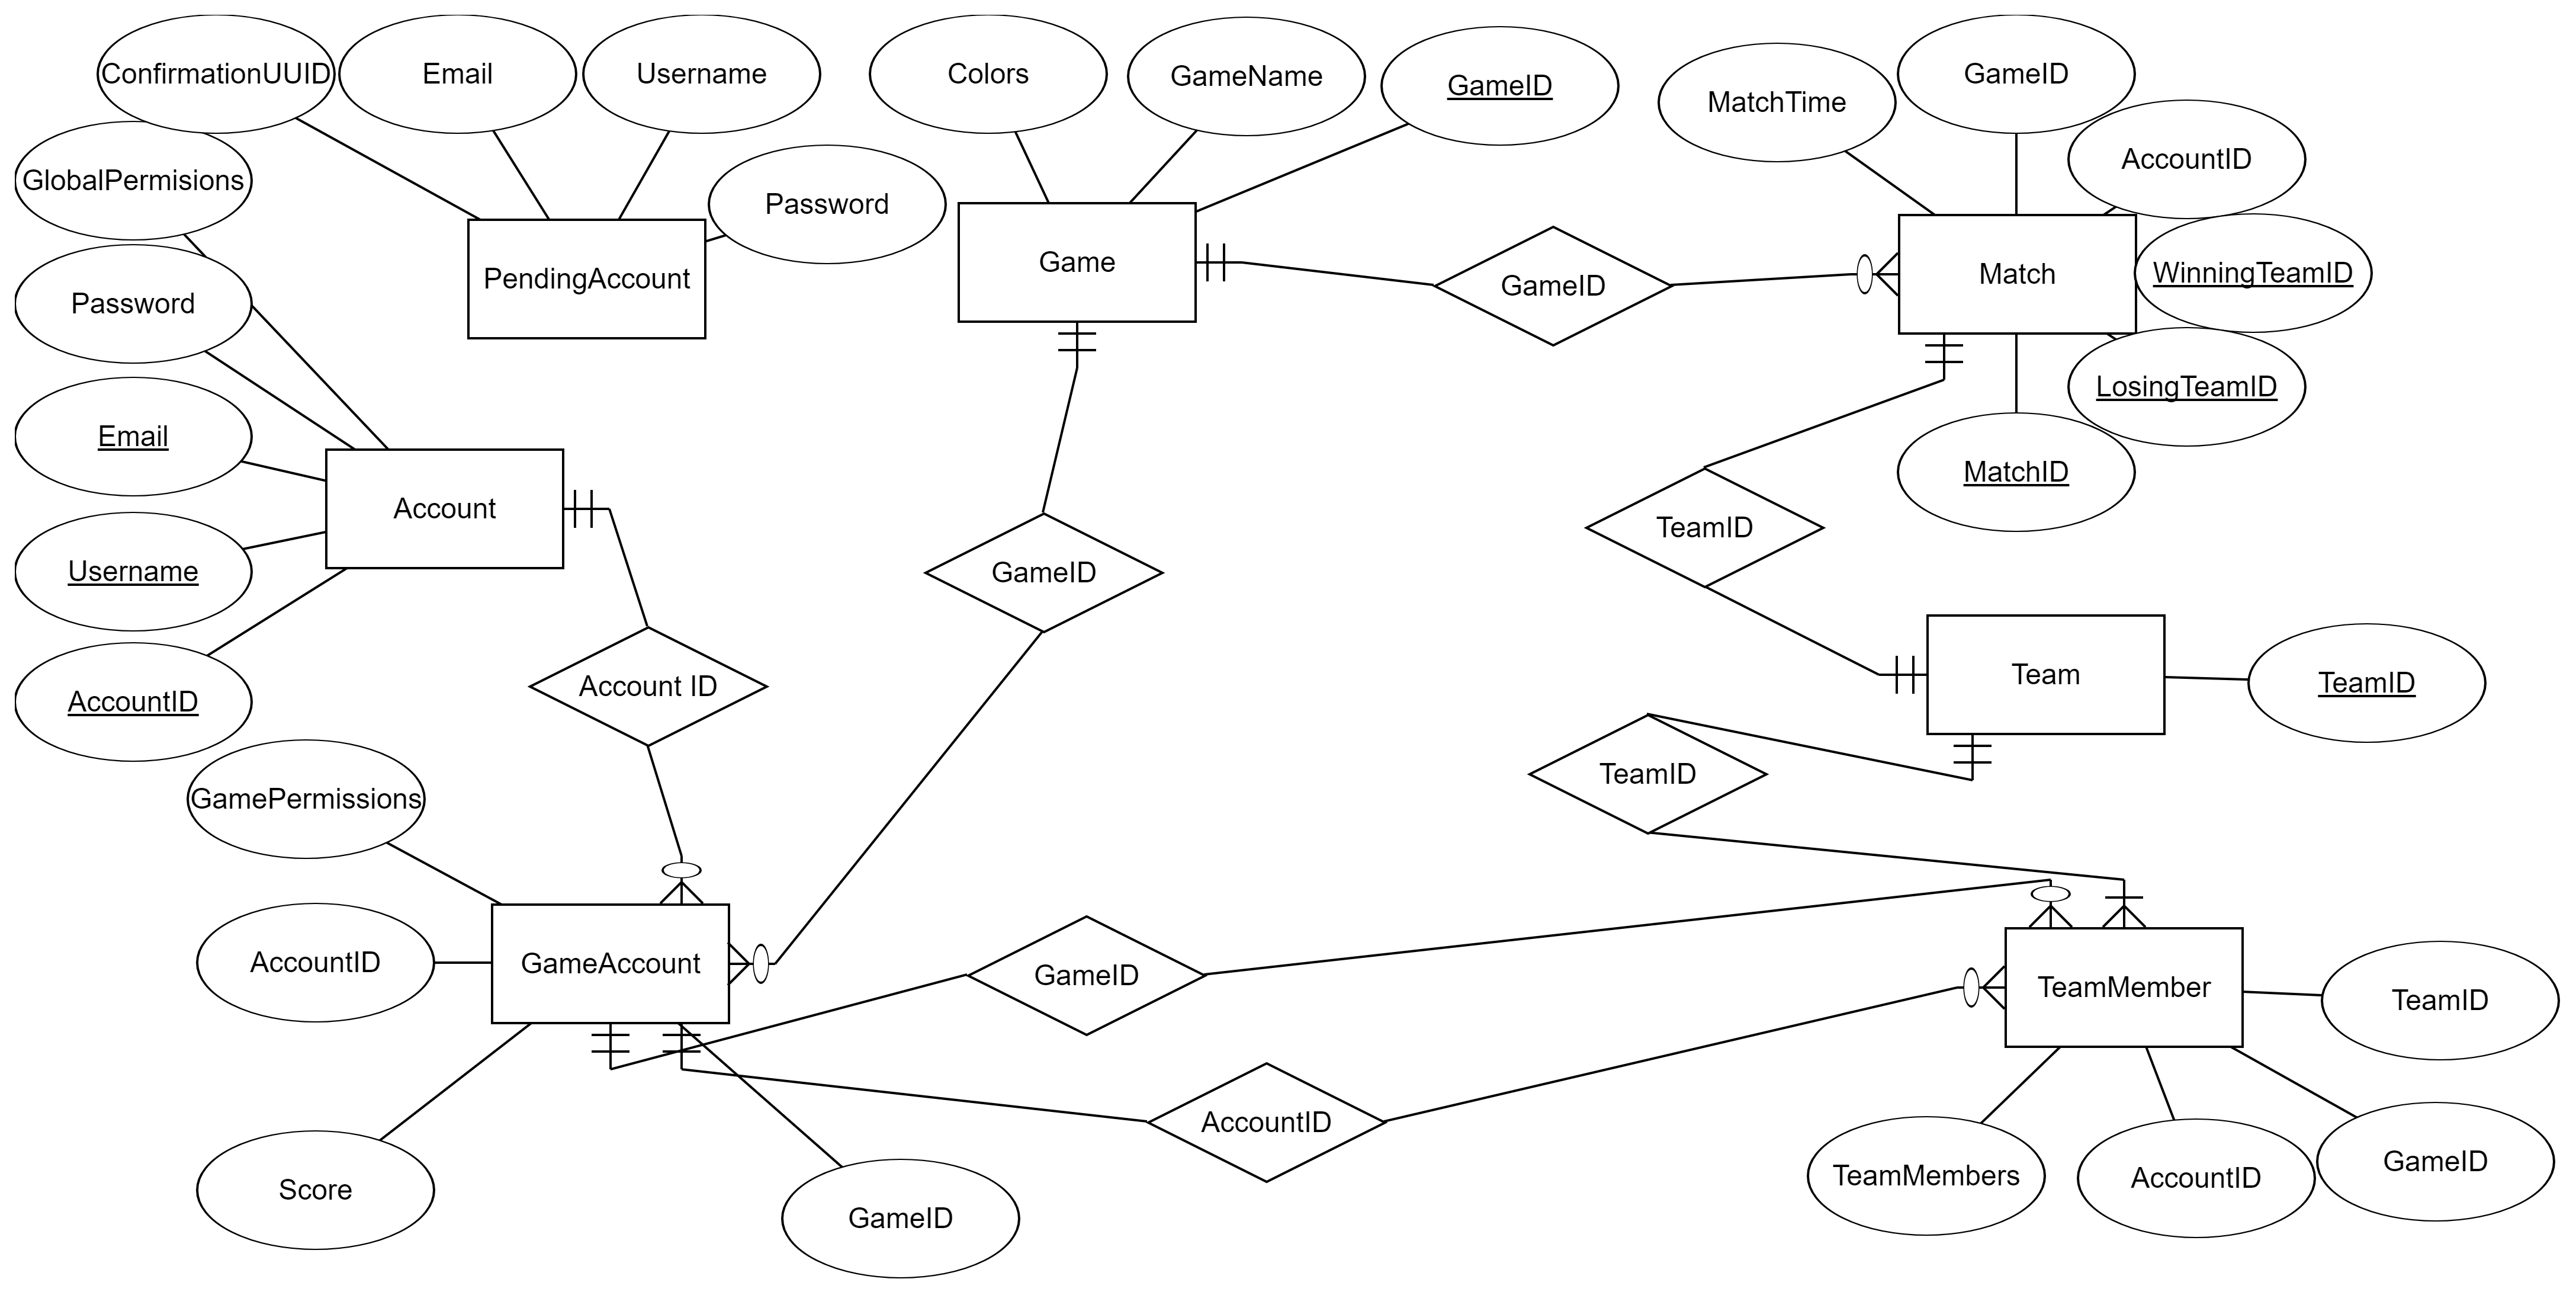 ConfirmationUUID
Email
Username
Colors
GameName
GameID
MatchTime
GameID
AccountID
GlobalPermisions
Password
Password
PendingAccount
Game
GameID
Match
WinningTeamID
LosingTeamID
MatchID
Email
Account
Username
AccountID
Account ID
GameID
TeamID
Team
TeamID
TeamID
GamePermissions
AccountID
GameAccount
GameID
TeamMember
TeamID
AccountID
Score
GameID
TeamMembers
AccountID
GameID